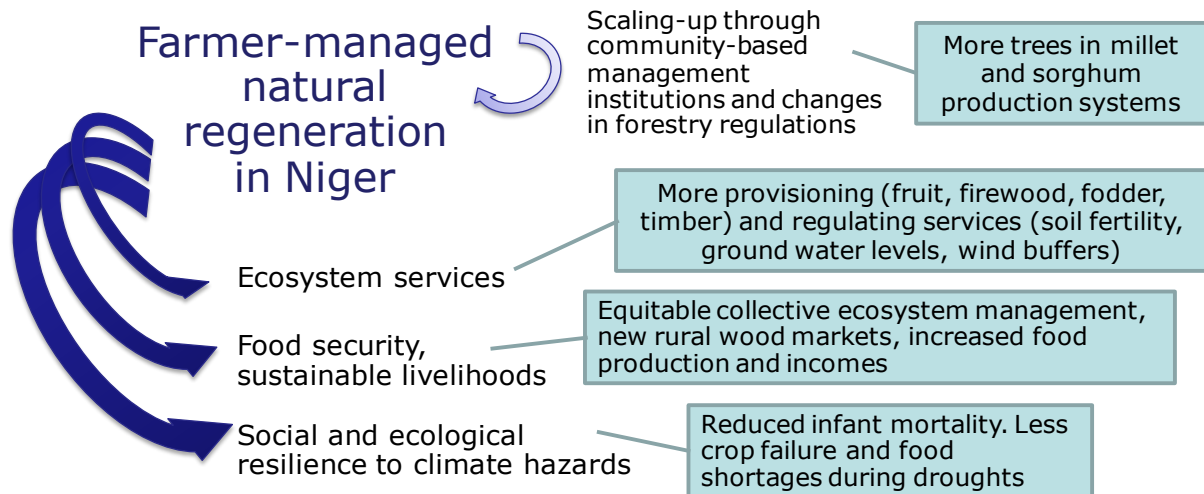 Farmer-managed
natural
regeneration
in Niger
Scaling-up through
community-based
management
institutions and changes
in forestry regulations
More trees in millet
and sorghum
production systems
Ecosystem services
More provisioning (fruit, firewood, fodder,
timber) and regulating services (soil fertility,
ground water levels, wind buffers)
Food security,
sustainable livelihoods
Equitable collective ecosystem management,
new rural wood markets, increased food
production and incomes
Social and ecological
resilience to climate hazards
Reduced infant mortality. Less
crop failure and food
shortages during droughts